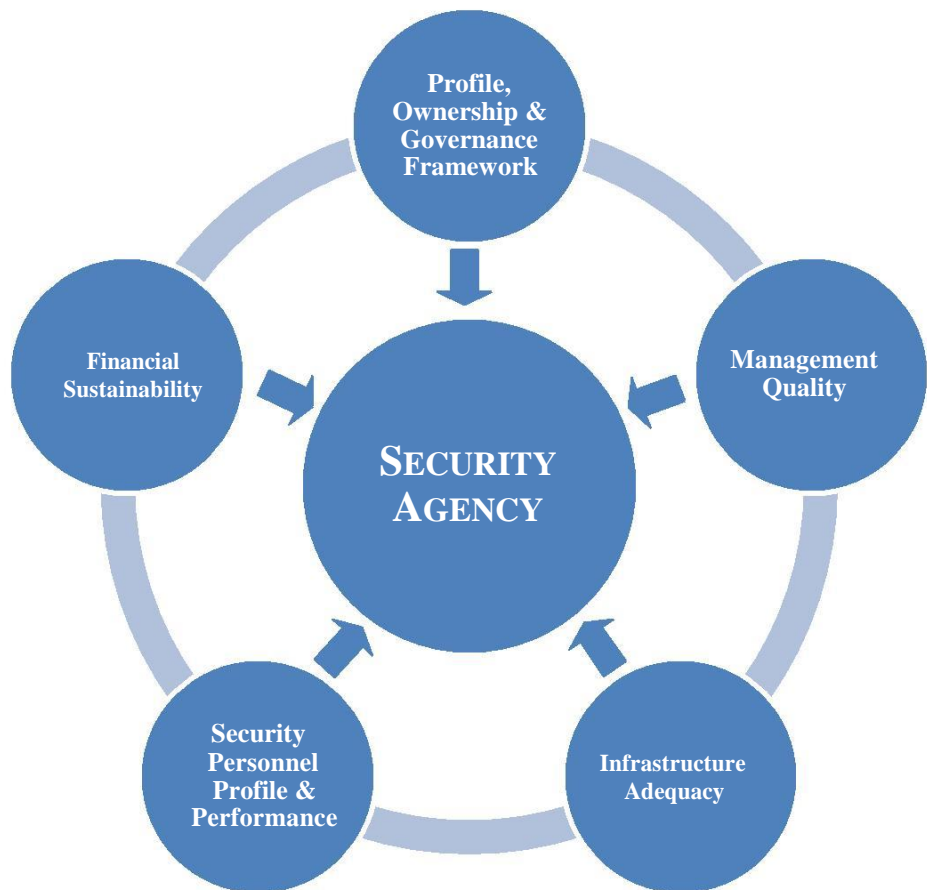 Profile,
Ownership &
Governance
Framework
Financial
Sustainability
Management
Quality
SECURITY
AGENCY
Security
Personnel
Profile &
Performance
Infrastructure
Adequacy